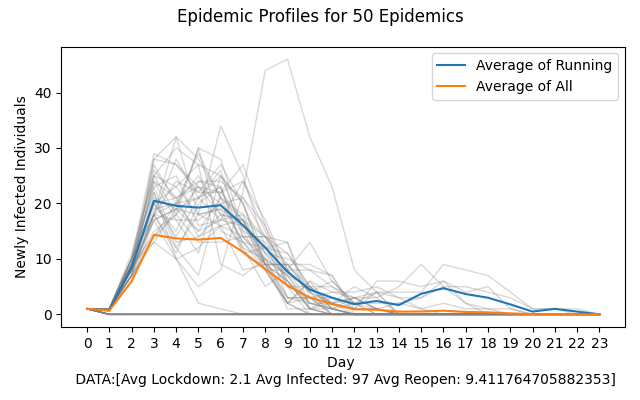 Epidemic Profiles for 50 Epidemics
Newly Infected Individuals
40
30
20
10
0
Average of Running
Average of All
0 1 2 3 4 5 6 7 8 9 10 11 12 13 14 15 16 17 18 19 20 21 22 23
Day
DATA:[Avg Lockdown: 2.1 Avg Infected: 97 Avg Reopen: 9.411764705882353]